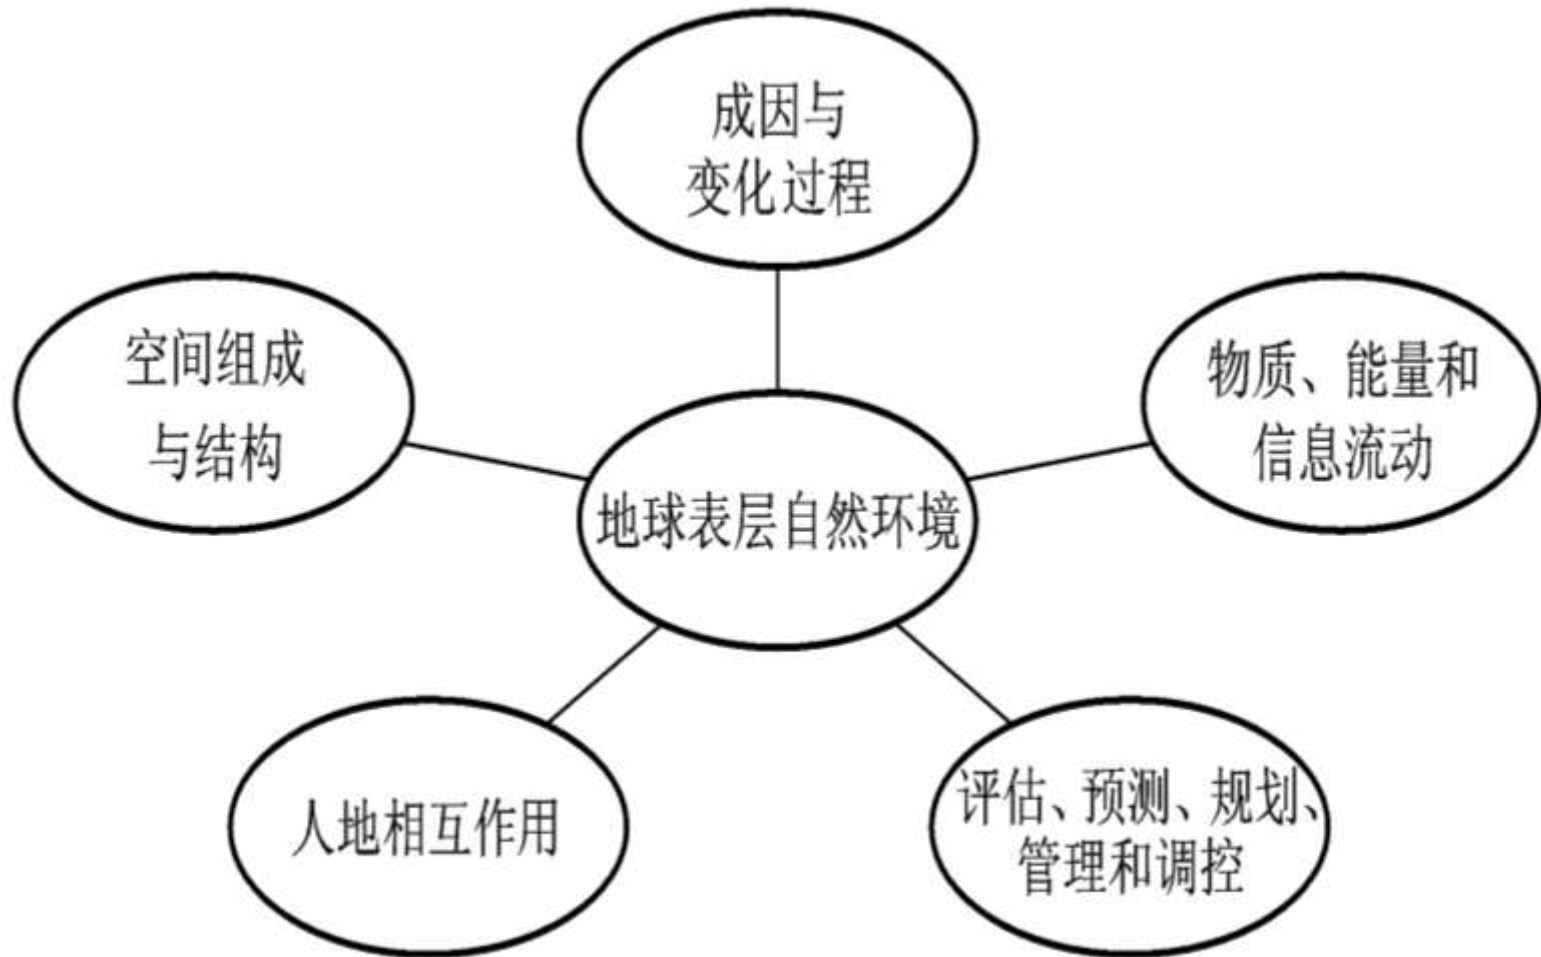 成因与
变化过程
空间组成
与结构
物质、能量和
信息流动
地球表层自然环境
人地相互作用
评估、预测、规划、
管理和调控